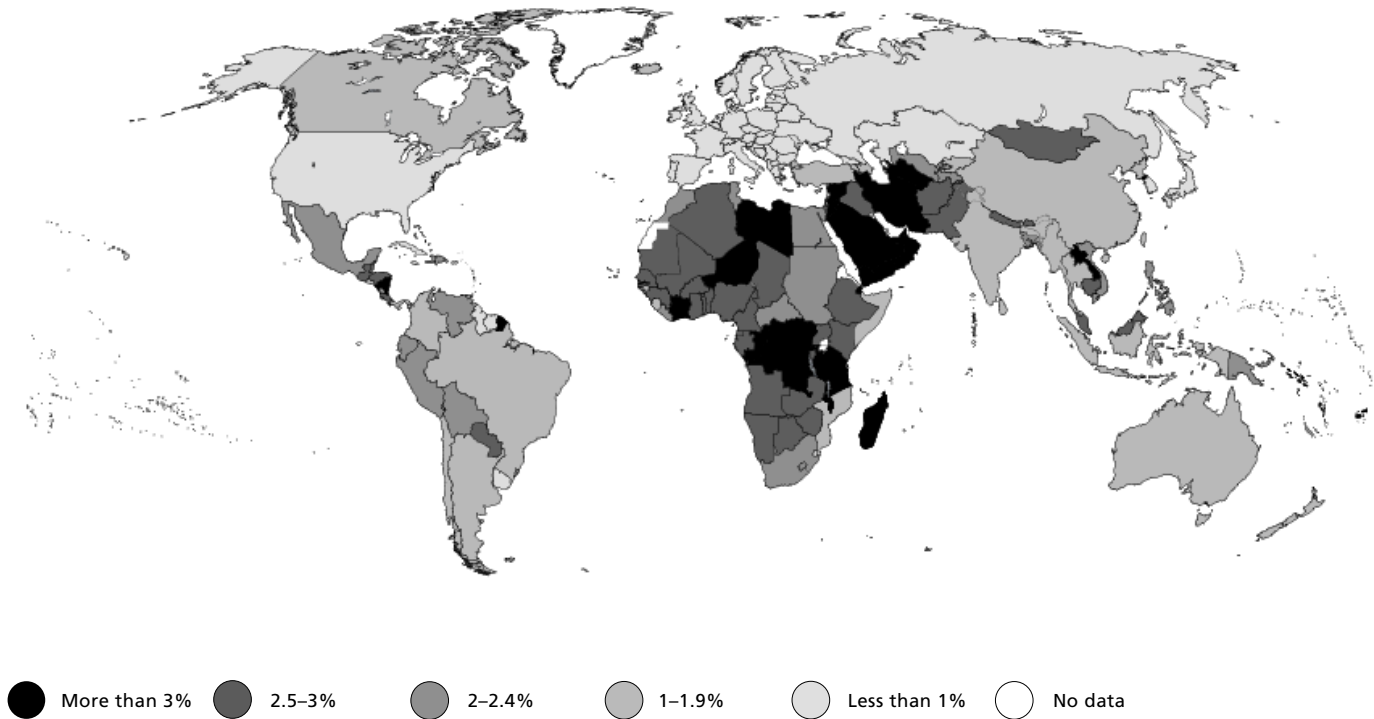 More than 3% 2.5–3% 2–2.4% 1–1.9% Less than 1% No data